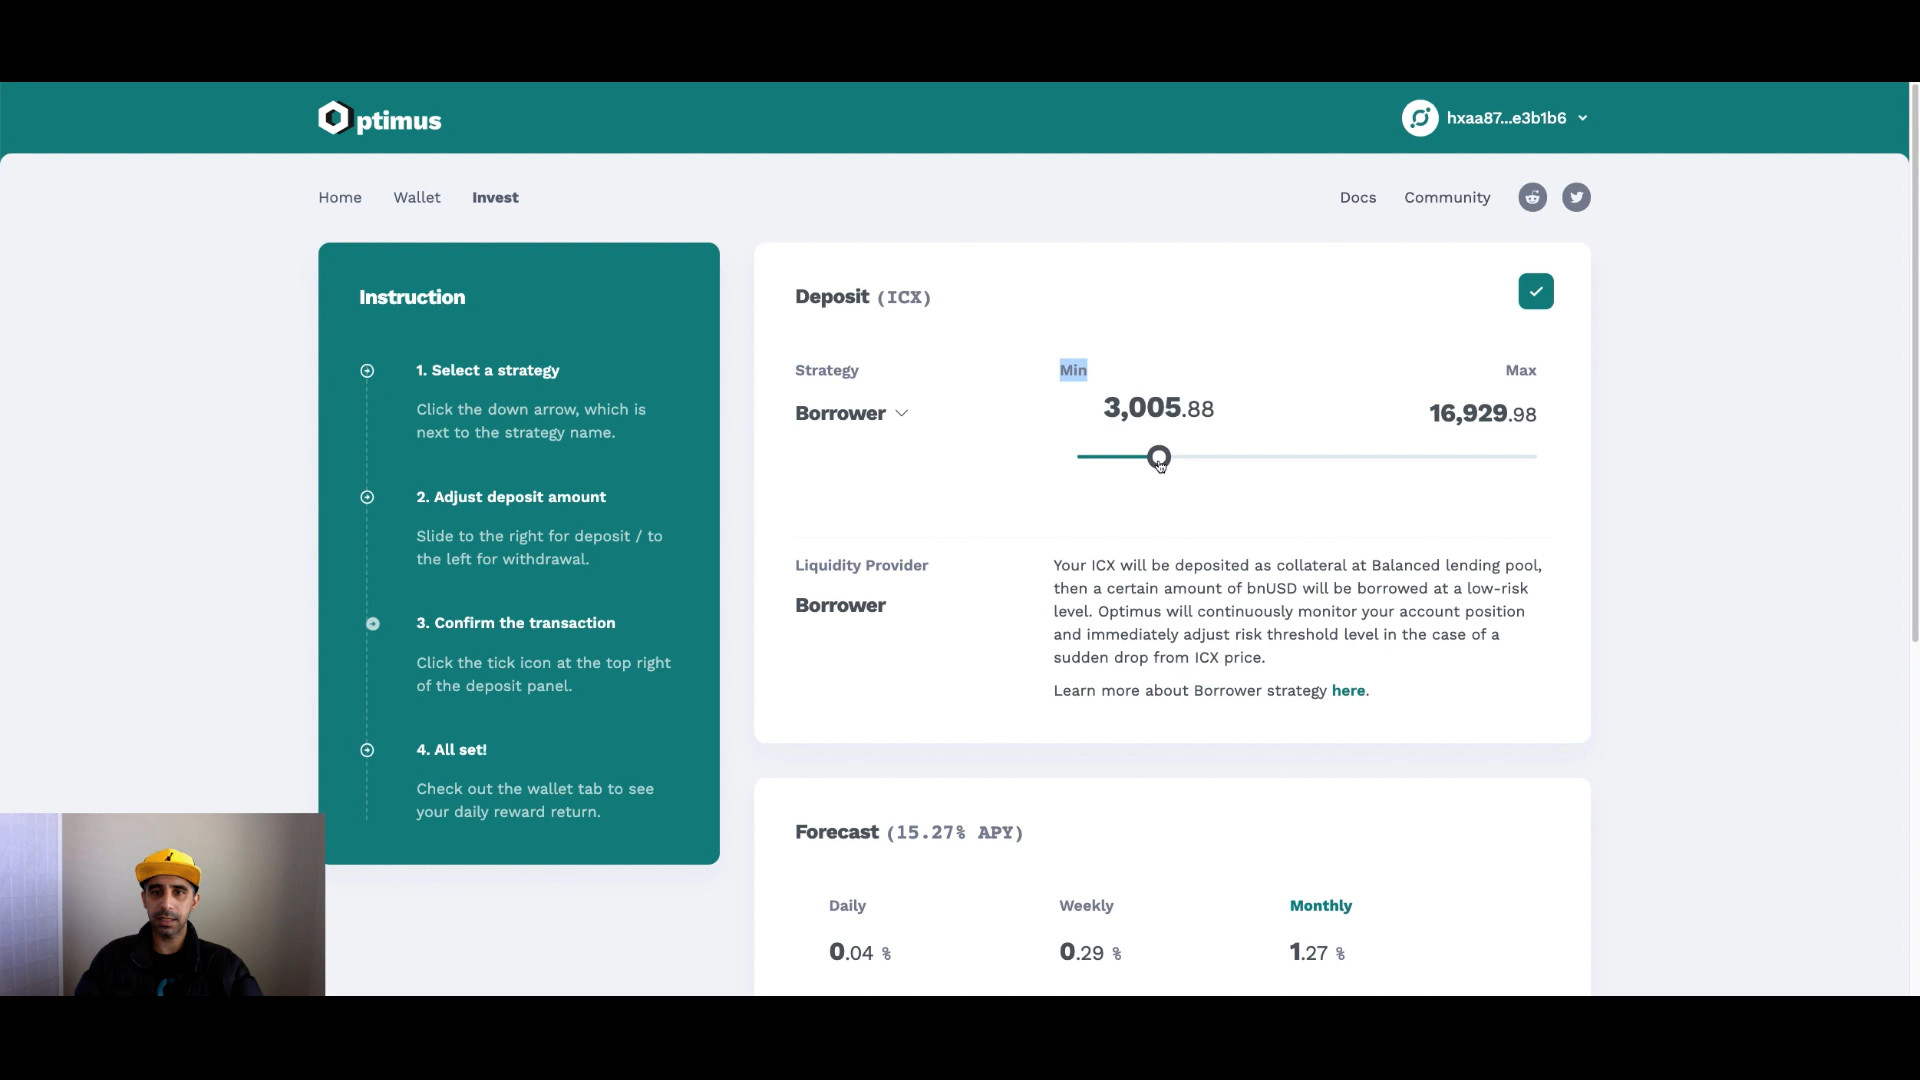 Optimus
hxaa87...e3b1b6
Home Wallet Invest
Docs Community
Instruction
1. Select a strategy
Click the down arrow, which is
next to the strategy name.
2. Adjust deposit amount
Slide to the right for deposit / to
the left for withdrawal.
3. Confirm the transaction
Click the tick icon at the top right
of the deposit panel.
4. All set!
Check out the wallet tab to see
your daily reward return.
Deposit (ICX)
Strategy Min Max
Borrower 3,005.88 16,929.98
Liquidity Provider
Borrower
Your ICX will be deposited as collateral at Balanced lending pool,
then a certain amount of bnUSD will be borrowed at a low-risk
level. Optimus will continuously monitor your account position
and immediately adjust risk threshold level in the case of a
sudden drop from ICX price.
Learn more about Borrower strategy here.
Forecast (15.27% APY)
Daily Weekly Monthly
0.04 % 0.29 % 1.27 %